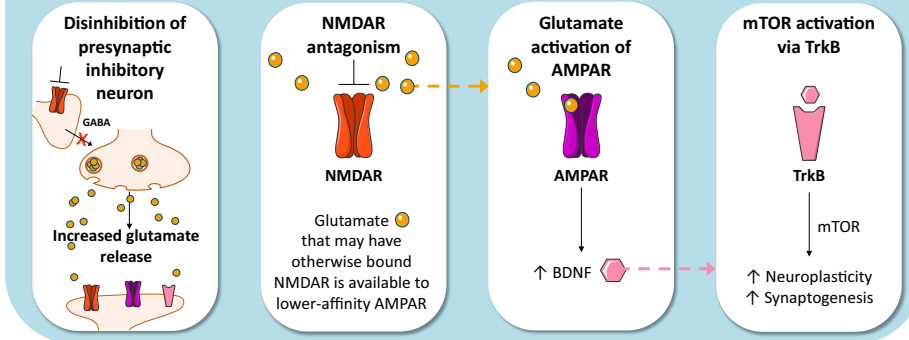 Disinhibition of
presynaptic
inhibitory
neuron
GABA
Increased glutamate
release
NMDAR
antagonism
NMDAR
Glutamate
that may have
otherwise bound
NMDAR is available to
lower-affinity AMPAR
Glutamate
activation of
AMPAR
AMPAR
↑ BDNF
mTOR activation
via TrkB
TrkB
mTOR
↑ Neuroplasticity
↑ Synaptogenesis